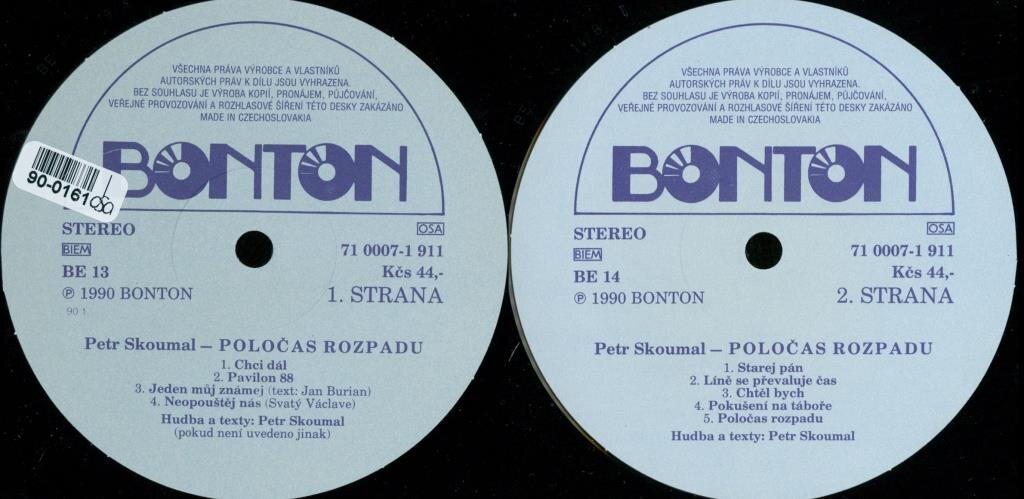 VŠECHNA PRÁVA VÝROBCE A VLASTNÍKŮ
AUTORSKÝCH PRÁV K DÍLU JSOU VYHRAZENA.
BEZ SOUHLASU JE VÝROBA KOPIÍ, PRONÁJEM, PŮJČOVÁNÍ,
VEŘEJNÉ PROVOZOVÁNÍ A ROZHLASOVÉ ŠÍŘENÍ TÉTO DESKY ZAKÁZÁNO
MADE IN CZECHOSLOVAKIA
BONTON
90-0161
STEREO
OSA
BIEM
71 0007-1 911
BE 13
Kčs 44,-
℗ 1990 BONTON
1. STRANA
90 1
Petr Skoumal – POLOČAS ROZPADU
1. Chci dál
2. Pavilon 88
3. Jeden můj známej (text: Jan Burian)
4. Neopouštěj nás (Svatý Václave)
Hudba a texty: Petr Skoumal
(pokud není uvedeno jinak)
VŠECHNA PRÁVA VÝROBCE A VLASTNÍKŮ
AUTORSKÝCH PRÁV K DÍLU JSOU VYHRAZENA.
BEZ SOUHLASU JE VÝROBA KOPIÍ, PRONÁJEM, PŮJČOVÁNÍ,
VEŘEJNÉ PROVOZOVÁNÍ A ROZHLASOVÉ ŠÍŘENÍ TÉTO DESKY ZAKÁZÁNO
MADE IN CZECHOSLOVAKIA
BONTON
STEREO
OSA
BIEM
71 0007-1 911
BE 14
Kčs 44,-
℗ 1990 BONTON
2. STRANA
Petr Skoumal – POLOČAS ROZPADU
1. Starej pán
2. Líně se převaluje čas
3. Chtěl bych
4. Pokušení na táboře
5. Poločas rozpadu
Hudba a texty: Petr Skoumal